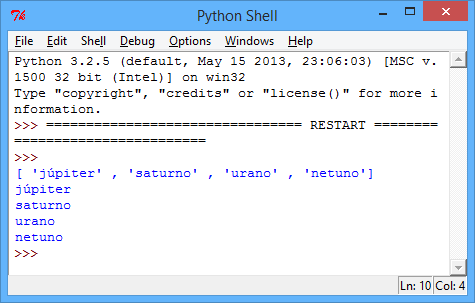 Python Shell
File Edit Shell Debug Options Windows Help
Python 3.2.5 (default, May 15 2013, 23:06:03) [MSC v.
1500 32 bit (Intel)] on win32
Type "copyright", "credits" or "license()" for more i
nformation.
>>> ================================ RESTART ========
========================
>>>
[ 'júpiter' , 'saturno' , 'urano' , 'netuno']
júpiter
saturno
urano
netuno
>>>
Ln: 10 Col: 4